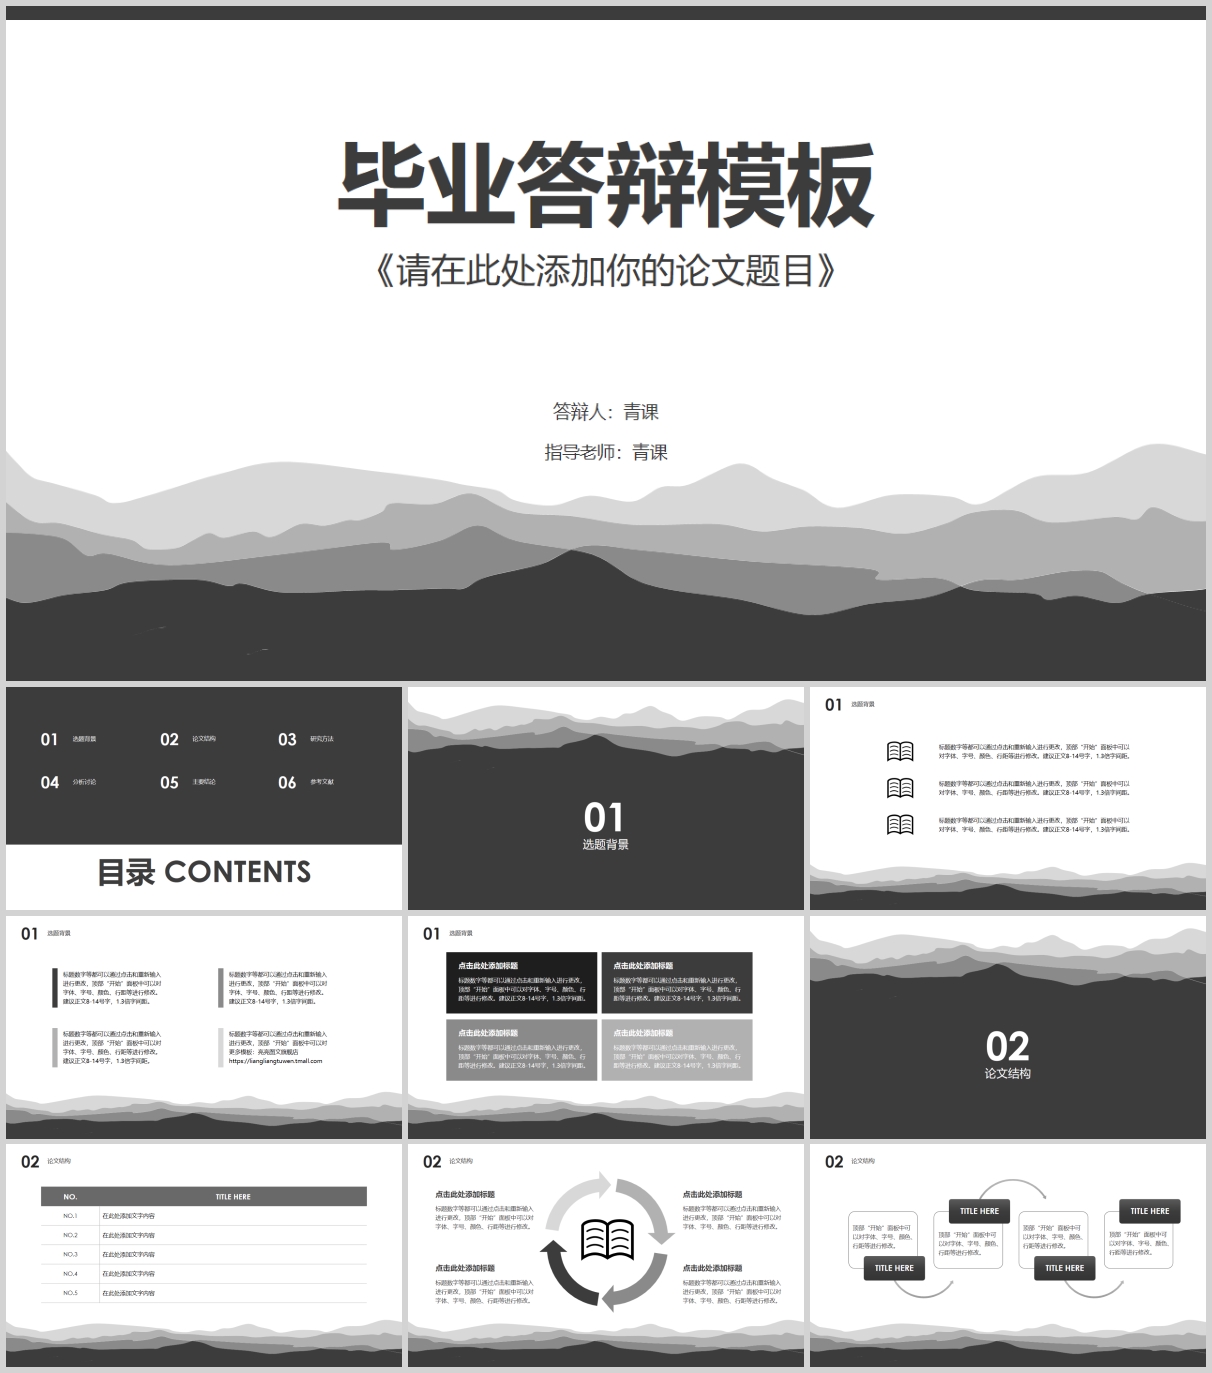 毕业答辩模板
《请在此处添加你的论文题目》
答辩人：青课
指导老师：青课
01 选题背景
02 论文结构
03 研究方法
04 分析讨论
05 主要结论
06 参考文献
目录 CONTENTS
01
选题背景
01 选题背景
标题数字等都可以通过点击和重新输入进行更改，顶部“开始”面板中可以
对字体、字号、颜色、行距等进行修改。建议正文8-14号字，1.3倍字间距。
标题数字等都可以通过点击和重新输入进行更改，顶部“开始”面板中可以
对字体、字号、颜色、行距等进行修改。建议正文8-14号字，1.3倍字间距。
标题数字等都可以通过点击和重新输入进行更改，顶部“开始”面板中可以
对字体、字号、颜色、行距等进行修改。建议正文8-14号字，1.3倍字间距。
01 选题背景
标题数字等都可以通过点击和重新输入
进行更改，顶部“开始”面板中可以对
字体、字号、颜色、行距等进行修改。
建议正文8-14号字，1.3倍字间距。
标题数字等都可以通过点击和重新输入
进行更改，顶部“开始”面板中可以对
字体、字号、颜色、行距等进行修改。
建议正文8-14号字，1.3倍字间距。
标题数字等都可以通过点击和重新输入
进行更改，顶部“开始”面板中可以对
字体、字号、颜色、行距等进行修改。
建议正文8-14号字，1.3倍字间距。
标题数字等都可以通过点击和重新输入
进行更改，顶部“开始”面板中可以对
更多模板：亮亮图文旗舰店
https://liangliangtuwen.tmall.com
01 选题背景
点击此处添加标题
标题数字等都可以通过点击和重新输入进行更改，
顶部“开始”面板中可以对字体、字号、颜色、行
距等进行修改。建议正文8-14号字，1.3倍字间距。
点击此处添加标题
标题数字等都可以通过点击和重新输入进行更改，
顶部“开始”面板中可以对字体、字号、颜色、行
距等进行修改。建议正文8-14号字，1.3倍字间距。
点击此处添加标题
标题数字等都可以通过点击和重新输入进行更改，
顶部“开始”面板中可以对字体、字号、颜色、行
距等进行修改。建议正文8-14号字，1.3倍字间距。
点击此处添加标题
标题数字等都可以通过点击和重新输入进行更改，
顶部“开始”面板中可以对字体、字号、颜色、行
距等进行修改。建议正文8-14号字，1.3倍字间距。
02
论文结构
02 论文结构
NO. TITLE HERE
NO.1 在此处添加文字内容
NO.2 在此处添加文字内容
NO.3 在此处添加文字内容
NO.4 在此处添加文字内容
NO.5 在此处添加文字内容
02 论文结构
点击此处添加标题
标题数字等都可以通过点击和重新输入
进行更改，顶部“开始”面板中可以对
字体、字号、颜色、行距等进行修改。
点击此处添加标题
标题数字等都可以通过点击和重新输入
进行更改，顶部“开始”面板中可以对
字体、字号、颜色、行距等进行修改。
点击此处添加标题
标题数字等都可以通过点击和重新输入
进行更改，顶部“开始”面板中可以对
字体、字号、颜色、行距等进行修改。
点击此处添加标题
标题数字等都可以通过点击和重新输入
进行更改，顶部“开始”面板中可以对
字体、字号、颜色、行距等进行修改。
02 论文结构
顶部“开始”面板中可
以对字体、字号、颜色、
行距等进行修改。
TITLE HERE
TITLE HERE
顶部“开始”面板中可
以对字体、字号、颜色、
行距等进行修改。
顶部“开始”面板中可
以对字体、字号、颜色、
行距等进行修改。
TITLE HERE
TITLE HERE
顶部“开始”面板中可
以对字体、字号、颜色、
行距等进行修改。